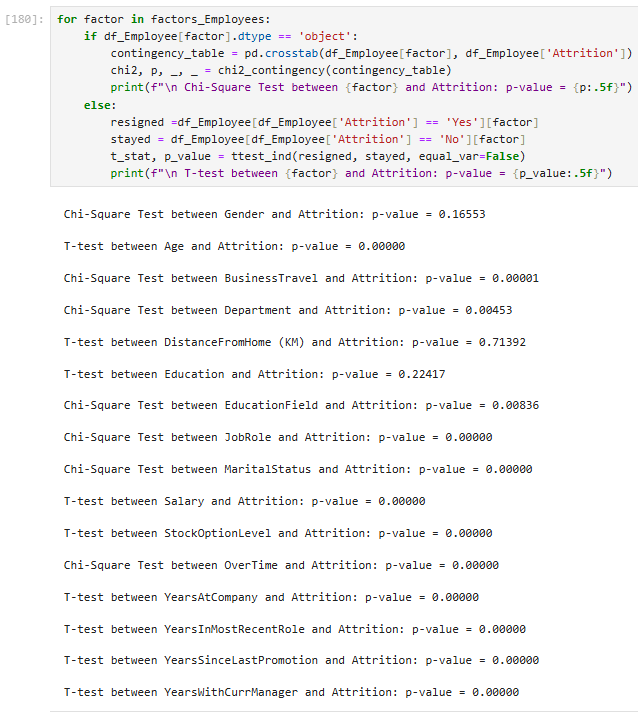 [180]: for factor in factors_Employees:
if df_Employee[factor].dtype == 'object':
contingency_table = pd.crosstab(df_Employee[factor], df_Employee['Attrition'])
chi2, p, _, _ = chi2_contingency(contingency_table)
print(f"\n Chi-Square Test between {factor} and Attrition: p-value = {p:.5f}")
else:
resigned =df_Employee[df_Employee['Attrition'] == 'Yes'][factor]
stayed = df_Employee[df_Employee['Attrition'] == 'No'][factor]
t_stat, p_value = ttest_ind(resigned, stayed, equal_var=False)
print(f"\n T-test between {factor} and Attrition: p-value = {p_value:.5f}")
Chi-Square Test between Gender and Attrition: p-value = 0.16553
T-test between Age and Attrition: p-value = 0.00000
Chi-Square Test between BusinessTravel and Attrition: p-value = 0.00001
Chi-Square Test between Department and Attrition: p-value = 0.00453
T-test between DistanceFromHome (KM) and Attrition: p-value = 0.71392
T-test between Education and Attrition: p-value = 0.22417
Chi-Square Test between EducationField and Attrition: p-value = 0.00836
Chi-Square Test between JobRole and Attrition: p-value = 0.00000
Chi-Square Test between MaritalStatus and Attrition: p-value = 0.00000
T-test between Salary and Attrition: p-value = 0.00000
T-test between StockOptionLevel and Attrition: p-value = 0.00000
Chi-Square Test between OverTime and Attrition: p-value = 0.00000
T-test between YearsAtCompany and Attrition: p-value = 0.00000
T-test between YearsInMostRecentRole and Attrition: p-value = 0.00000
T-test between YearsSinceLastPromotion and Attrition: p-value = 0.00000
T-test between YearsWithCurrManager and Attrition: p-value = 0.00000